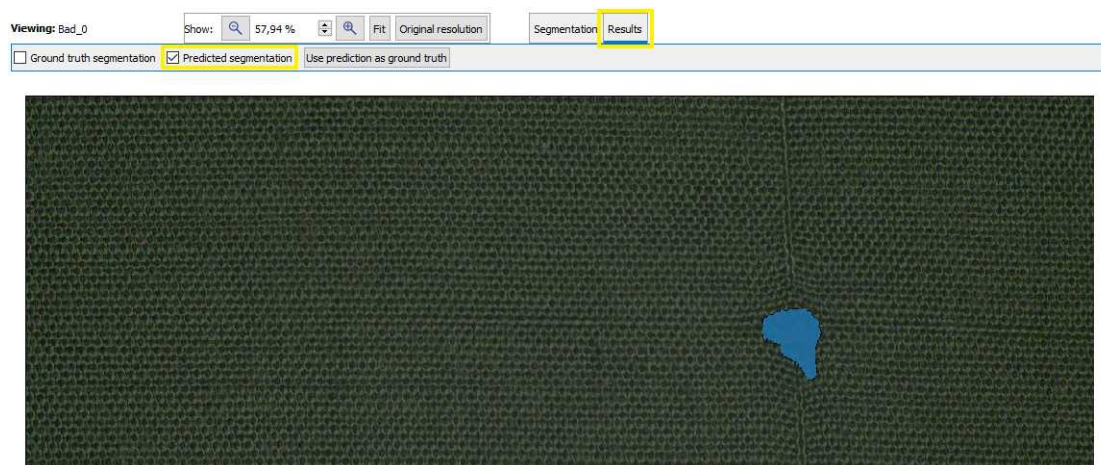 Viewing: Bad_0 Show: 57,94 % Fit Original resolution Segmentation Results
Ground truth segmentation Predicted segmentation Use prediction as ground truth